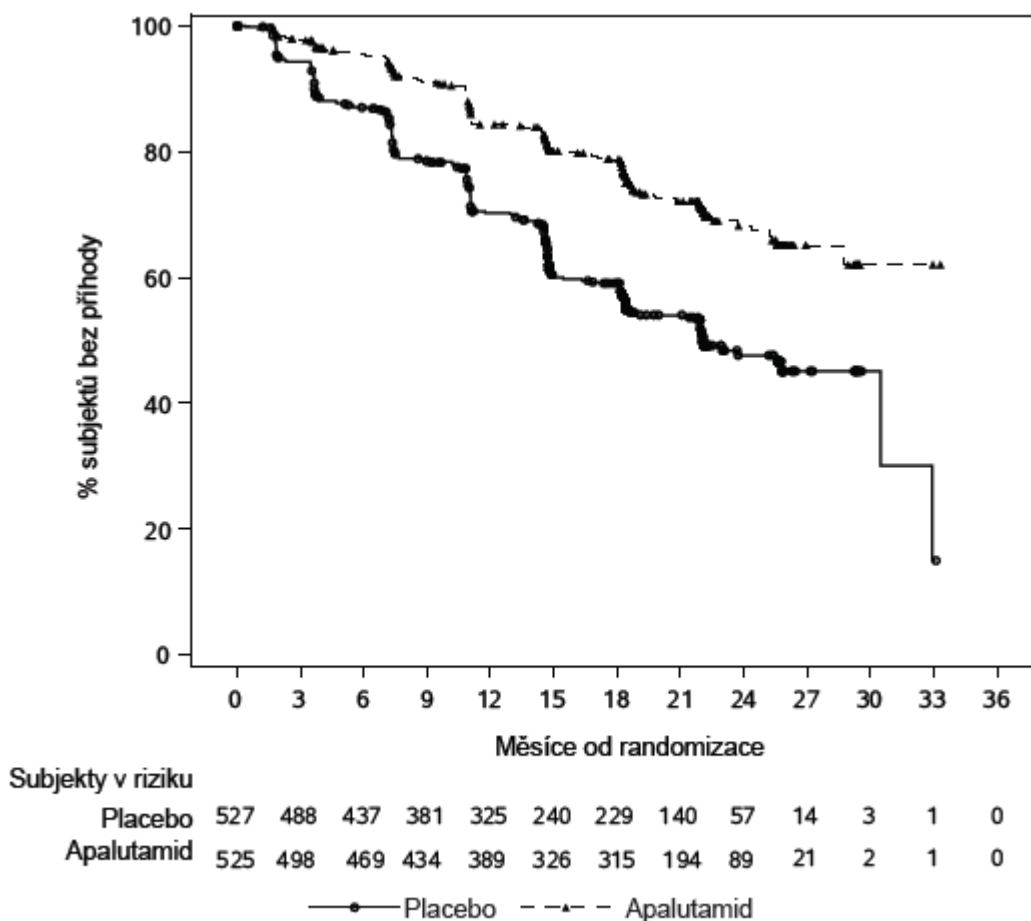 100
80
60
40
20
0
% subjektů bez příhody
0 3 6 9 12 15 18 21 24 27 30 33 36
Měsíce od randomizace
Subjekty v riziku
Placebo 527 488 437 381 325 240 229 140 57 14 3 1 0
Apalutamid 525 498 469 434 389 326 315 194 89 21 2 1 0
Placebo Apalutamid